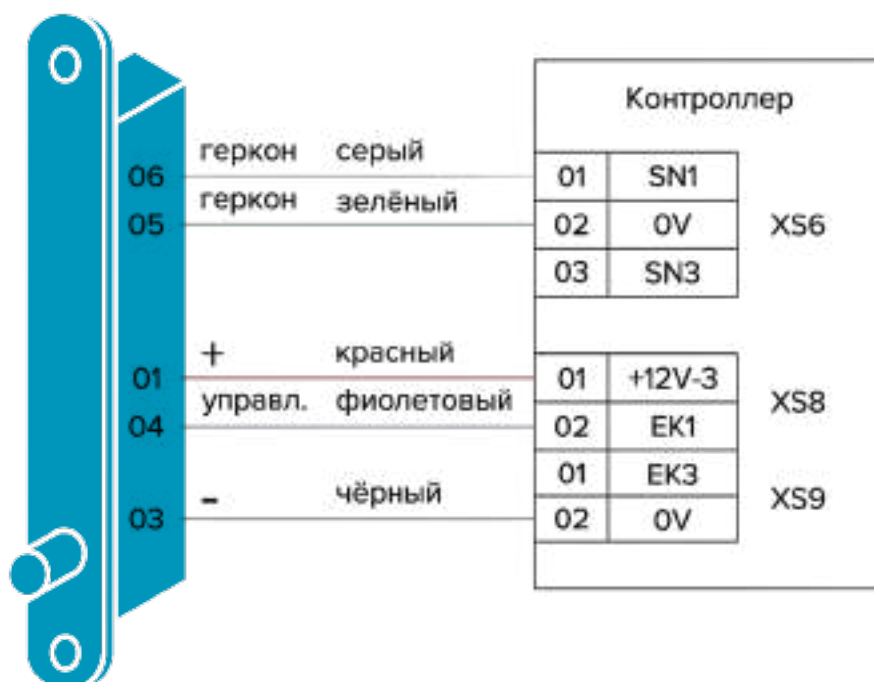 Контроллер
геркон серый
06 01 SN1
геркон зелёный
05 02 0V XS6
03 SN3
+ красный
01 01 +12V-3
управл. фиолетовый XS8
04 02 EK1
01 EK3
- чёрный XS9
03 02 0V